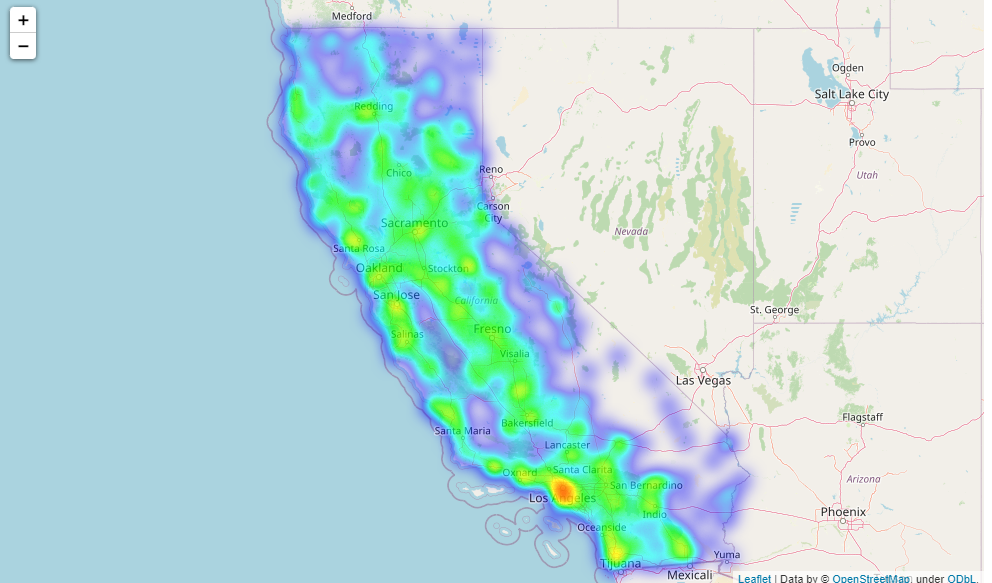 +
−
Medford
Ogden
Salt Lake City
Redding
Provo
Chico
Reno
Utah
Carson
City
Sacramento
Nevada
Santa Rosa
Oakland
Stockton
San Jose
California
St. George
Salinas
Fresno
Visalia
Las Vegas
Flagstaff
Santa Maria
Bakersfield
Lancaster
Oxnard
Santa Clarita
San Bernardino
Arizona
Los Angeles
Indio
Phoenix
Oceanside
Yuma
Tijuana
Mexicali
Leaflet | Data by © OpenStreetMap, under ODbL.